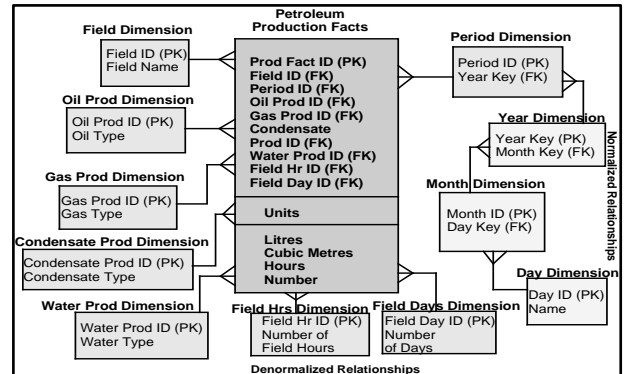 Petroleum
Production Facts
Prod Fact ID (PK)
Field ID (FK)
Period ID (FK)
Oil Prod ID (FK)
Gas Prod ID (FK)
Condensate
Prod ID (FK)
Water Prod ID (FK)
Field Hr ID (FK)
Field Day ID (FK)
Units
Litres
Cubic Metres
Hours
Number
Field Dimension
Field ID (PK)
Field Name
Oil Prod Dimension
Oil Prod ID (PK)
Oil Type
Gas Prod Dimension
Gas Prod ID (PK)
Gas Type
Condensate Prod Dimension
Condensate Prod ID (PK)
Condensate Type
Water Prod Dimension
Water Prod ID (PK)
Water Type
Field Hrs Dimension
Field Hr ID (PK)
Number of
Field Hours
Field Days Dimension
Field Day ID (PK)
Number
of Days
Period Dimension
Period ID (PK)
Year Key (FK)
Year Dimension
Year Key (PK)
Month Key (FK)
Month Dimension
Month ID (PK)
Day Key (FK)
Day Dimension
Day ID (PK)
Name
Normalized Relationships
Denormalized Relationships